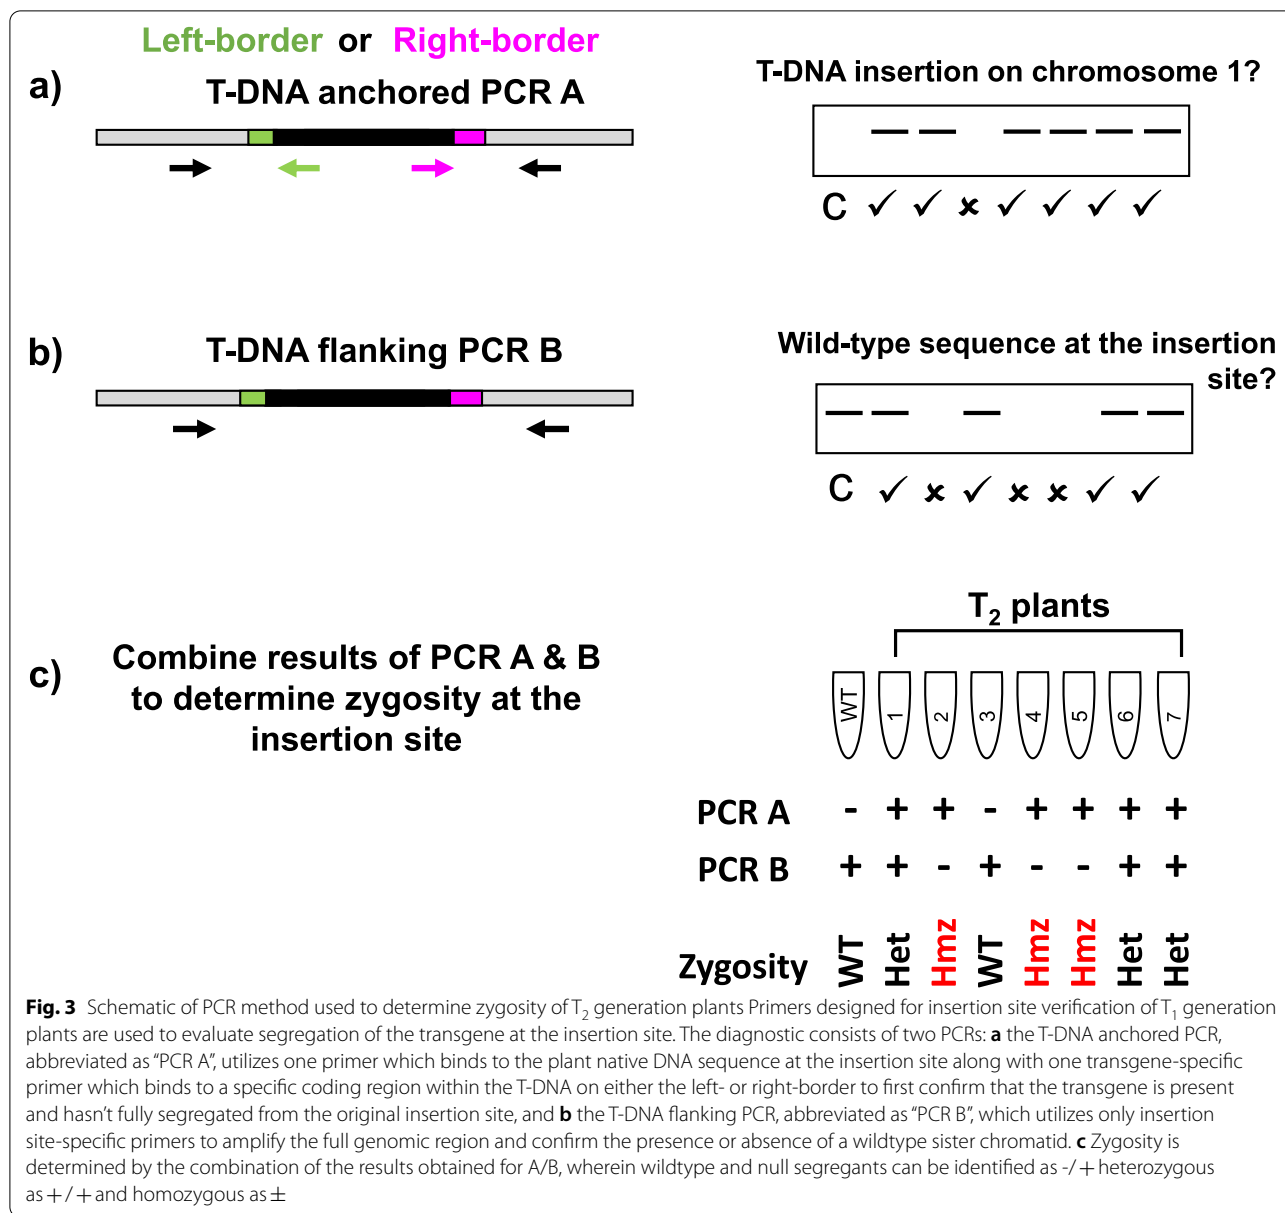 Left-border or Right-border
a)
T-DNA anchored PCR A
T-DNA insertion on chromosome 1?
C ✓ ✓ ✘ ✓ ✓ ✓ ✓
b)
T-DNA flanking PCR B
Wild-type sequence at the insertion
site?
C ✓ ✘ ✓ ✘ ✘ ✓ ✓
c)
Combine results of PCR A & B
to determine zygosity at the
insertion site
T₂ plants
WT 1 2 3 4 5 6 7
PCR A - + + - + + + +
PCR B + + - + - - + +
Zygosity WT Het Hmz WT Hmz Hmz Het Het
Fig. 3 Schematic of PCR method used to determine zygosity of T₂ generation plants Primers designed for insertion site verification of T₁ generation
plants are used to evaluate segregation of the transgene at the insertion site. The diagnostic consists of two PCRs: a the T-DNA anchored PCR,
abbreviated as “PCR A”, utilizes one primer which binds to the plant native DNA sequence at the insertion site along with one transgene-specific
primer which binds to a specific coding region within the T-DNA on either the left- or right-border to first confirm that the transgene is present
and hasn’t fully segregated from the original insertion site, and b the T-DNA flanking PCR, abbreviated as “PCR B”, which utilizes only insertion
site-specific primers to amplify the full genomic region and confirm the presence or absence of a wildtype sister chromatid. c Zygosity is
determined by the combination of the results obtained for A/B, wherein wildtype and null segregants can be identified as -/+ heterozygous
as +/+ and homozygous as ±